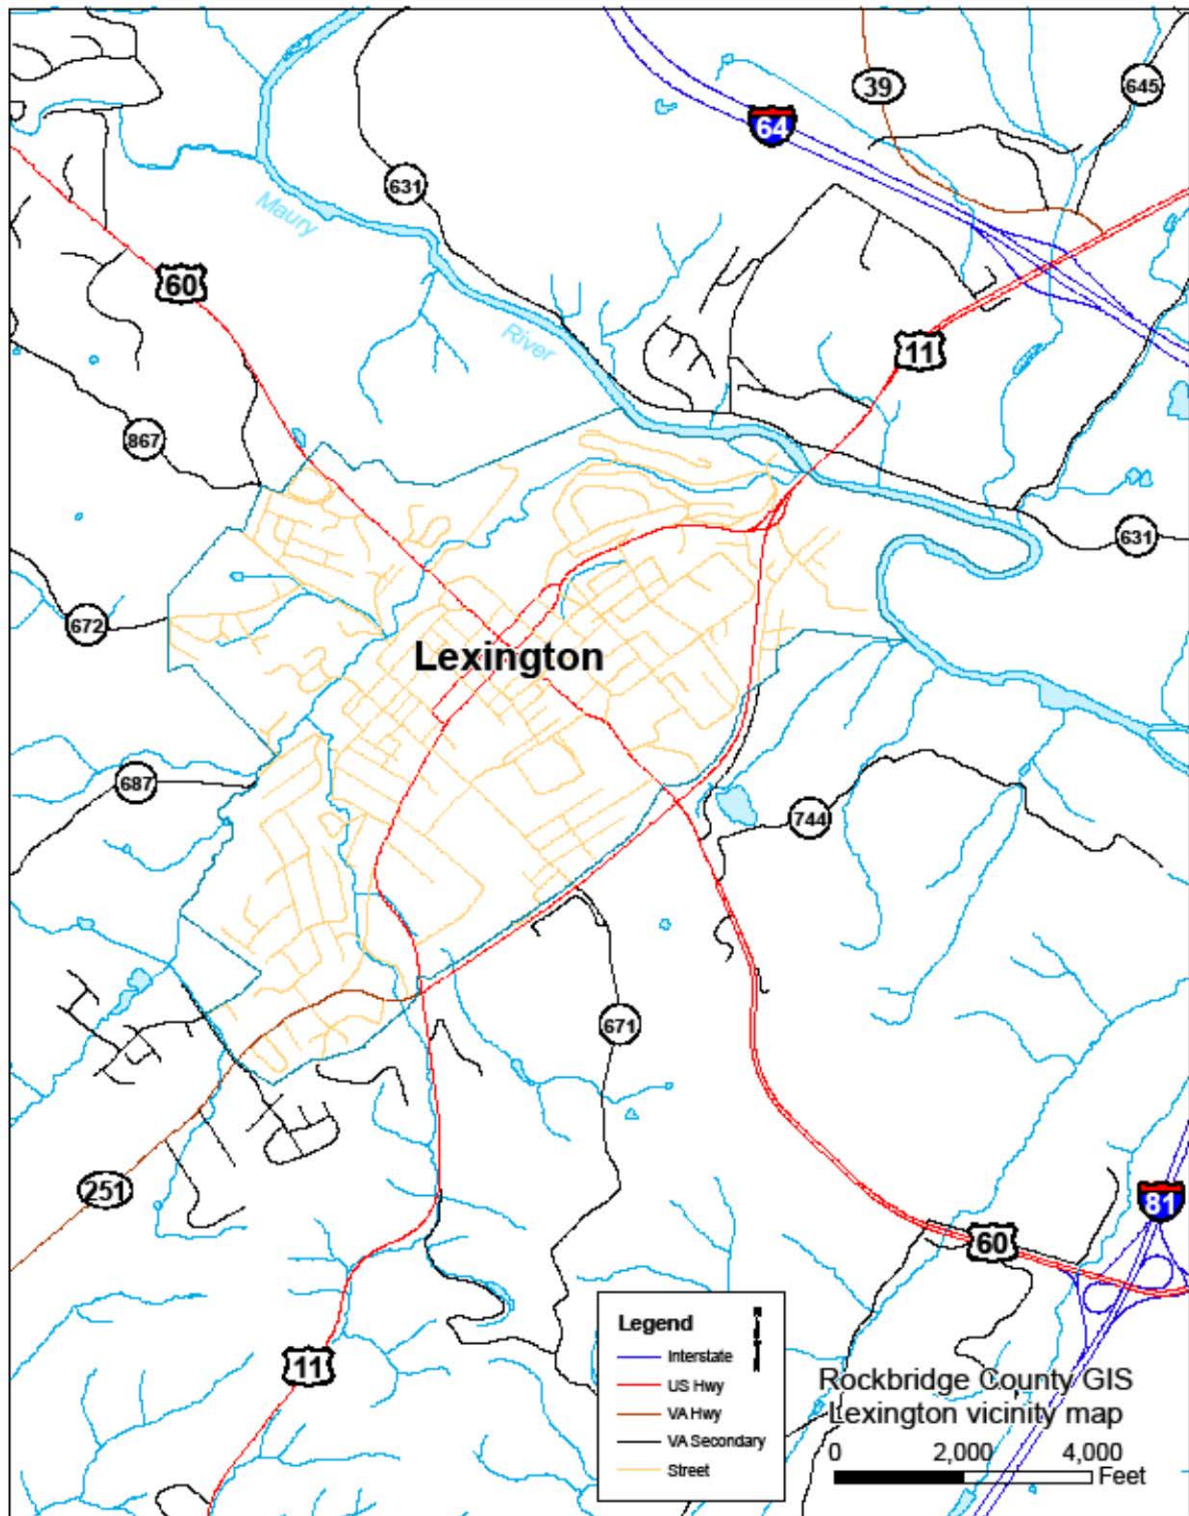 39
645
64
631
Maury
60
River
11
867
631
672
Lexington
687
744
671
251
81
60
11
Legend
Interstate
US Hwy
VA Hwy
VA Secondary
Street
Rockbridge County GIS
Lexington vicinity map
0 2,000 4,000
Feet